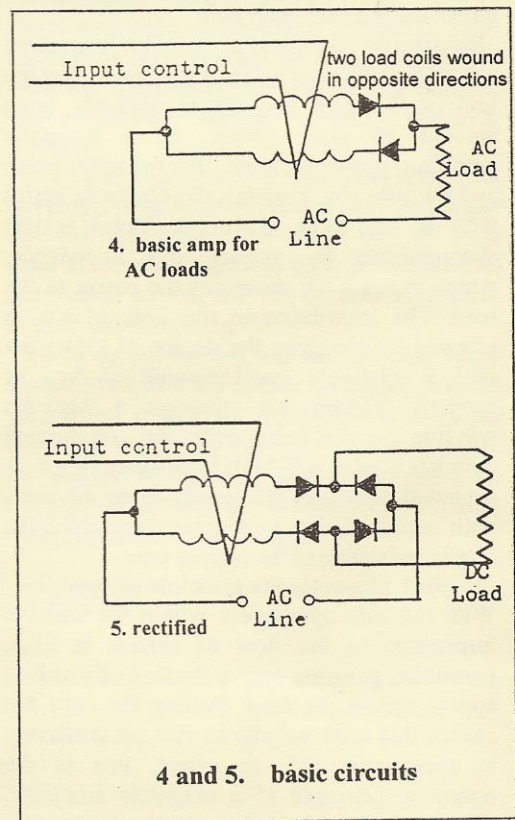 Input control
two load coils wound
in opposite directions
AC
Load
AC
Line
4. basic amp for
AC loads
Input control
DC
Load
AC
Line
5. rectified
4 and 5. basic circuits